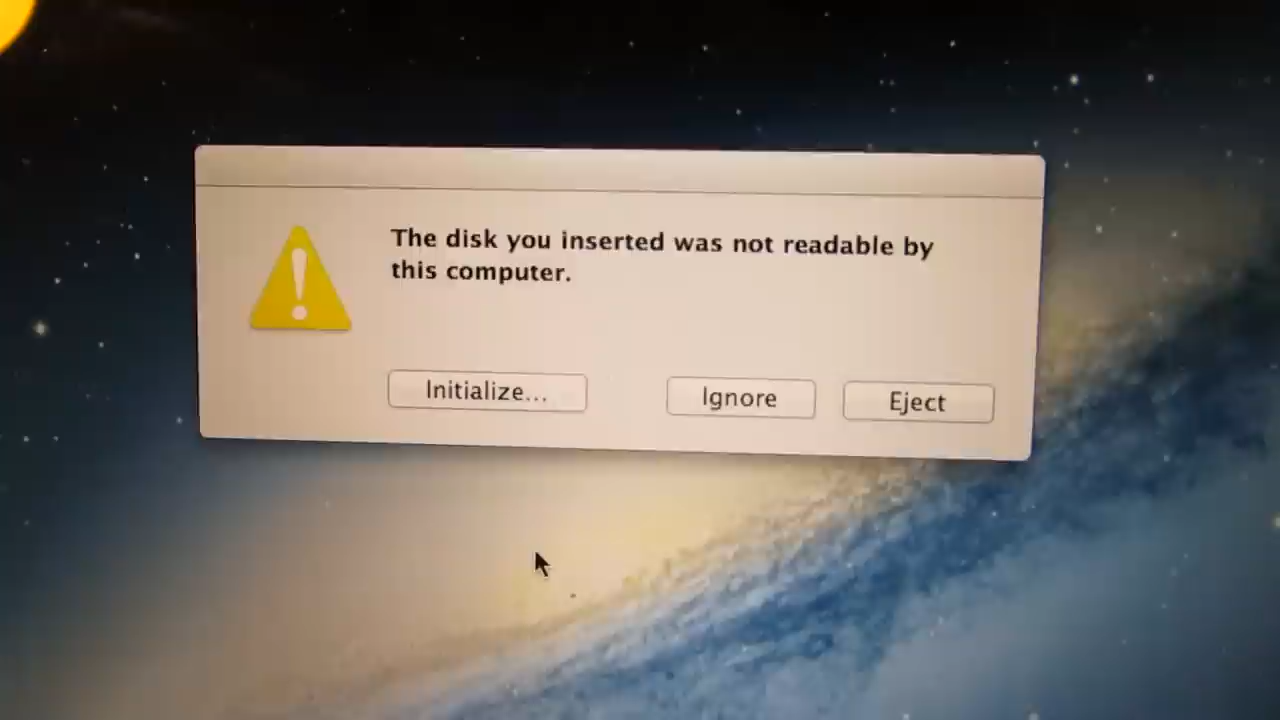 The disk you inserted was not readable by
this computer.
Initialize...
Ignore
Eject